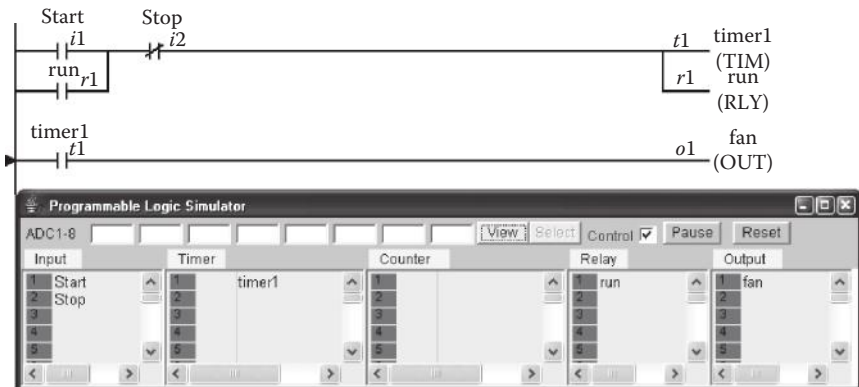 Start Stop
i1 i2 t1 timer1
(TIM)
run r1 r1 run
(RLY)
timer1 fan
t1 o1 (OUT)
Programmable Logic Simulator
ADC1-8 View Select Control Pause Reset
Input Timer Counter Relay Output
1 Start 1 timer1 1 1 run 1 fan
2 Stop 2 2 2 2
3 3 3 3 3
4 4 4 4 4
5 5 5 5 5